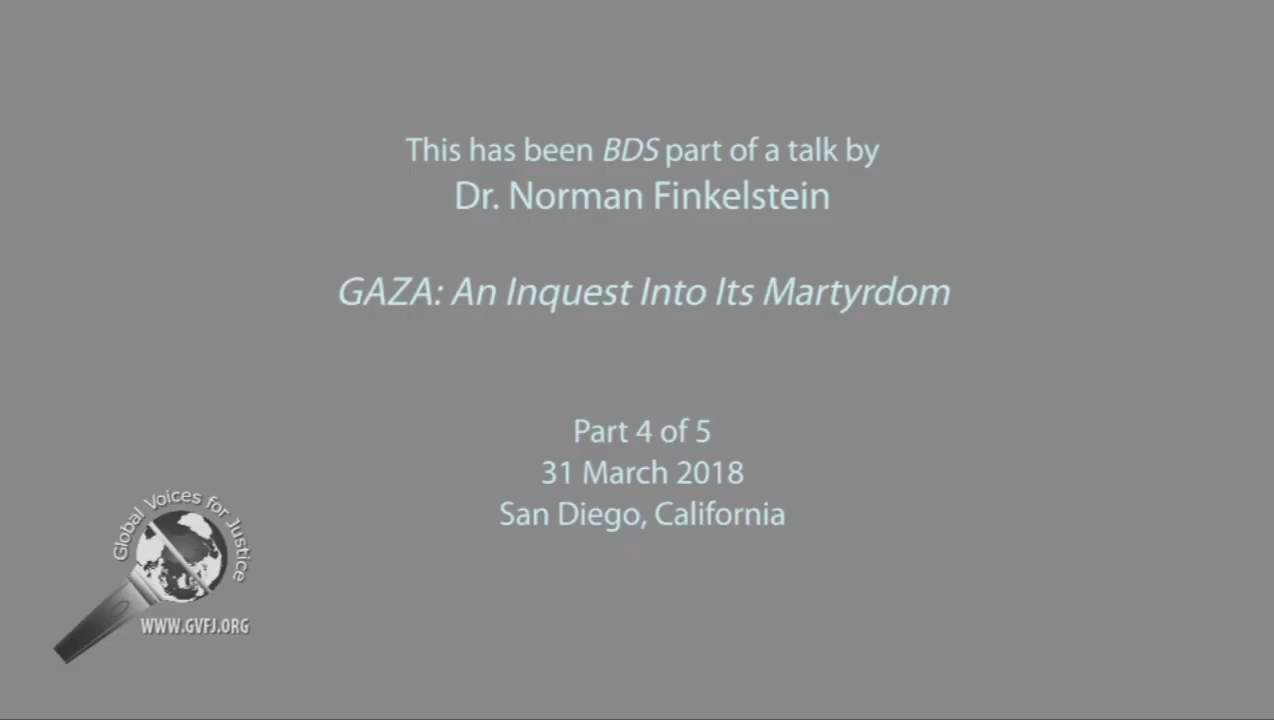 This has been BDS part of a talk by
Dr. Norman Finkelstein
GAZA: An Inquest Into Its Martyrdom
Part 4 of 5
31 March 2018
San Diego, California
Global Voices for Justice
WWW.GVFJ.ORG